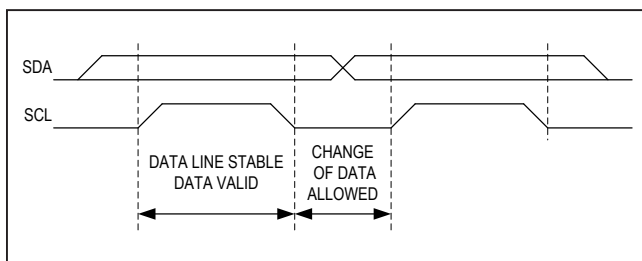 SDA
SCL
DATA LINE STABLE
DATA VALID
CHANGE
OF DATA
ALLOWED